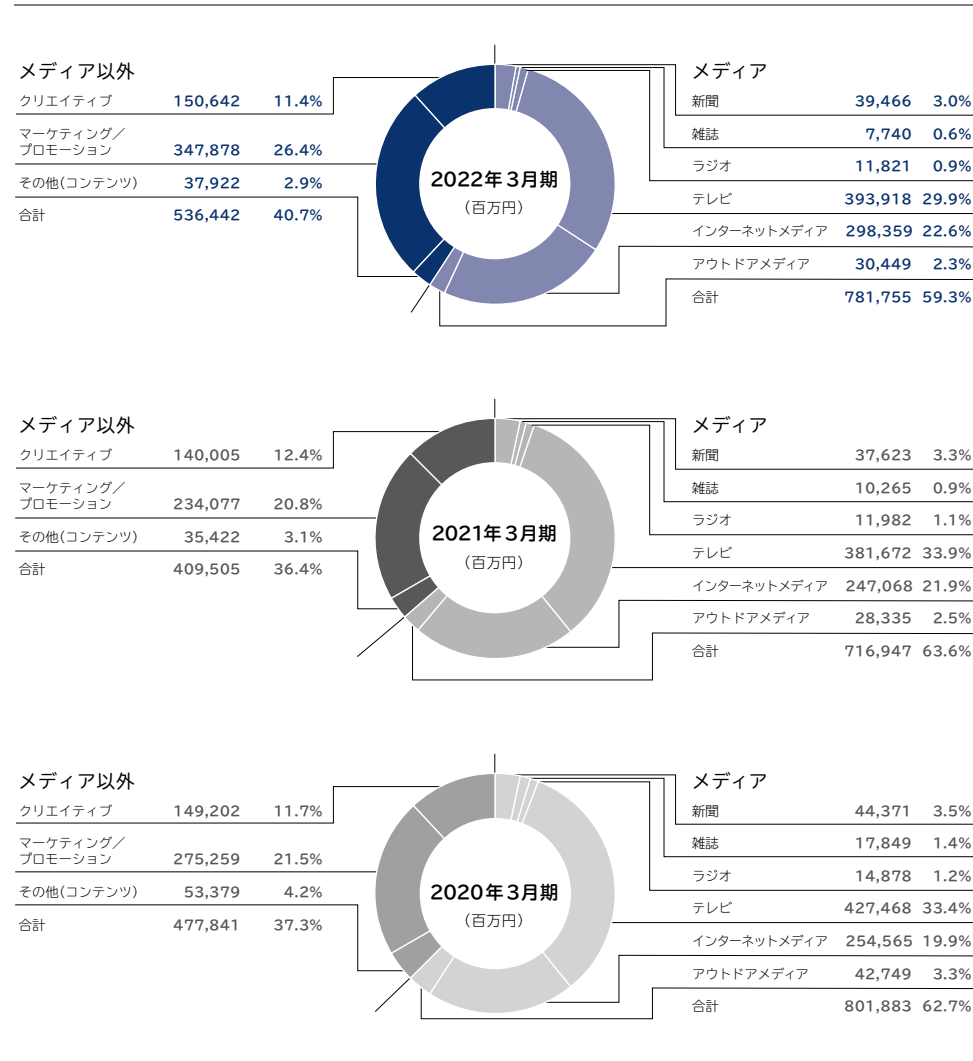 メディア以外
クリエイティブ 150,642 11.4%
マーケティング／
プロモーション 347,878 26.4%
その他(コンテンツ) 37,922 2.9%
合計 536,442 40.7%
2022年3月期
（百万円）
メディア
新聞 39,466 3.0%
雑誌 7,740 0.6%
ラジオ 11,821 0.9%
テレビ 393,918 29.9%
インターネットメディア 298,359 22.6%
アウトドアメディア 30,449 2.3%
合計 781,755 59.3%
メディア以外
クリエイティブ 140,005 12.4%
マーケティング／
プロモーション 234,077 20.8%
その他(コンテンツ) 35,422 3.1%
合計 409,505 36.4%
2021年3月期
（百万円）
メディア
新聞 37,623 3.3%
雑誌 10,265 0.9%
ラジオ 11,982 1.1%
テレビ 381,672 33.9%
インターネットメディア 247,068 21.9%
アウトドアメディア 28,335 2.5%
合計 716,947 63.6%
メディア以外
クリエイティブ 149,202 11.7%
マーケティング／
プロモーション 275,259 21.5%
その他(コンテンツ) 53,379 4.2%
合計 477,841 37.3%
2020年3月期
（百万円）
メディア
新聞 44,371 3.5%
雑誌 17,849 1.4%
ラジオ 14,878 1.2%
テレビ 427,468 33.4%
インターネットメディア 254,565 19.9%
アウトドアメディア 42,749 3.3%
合計 801,883 62.7%